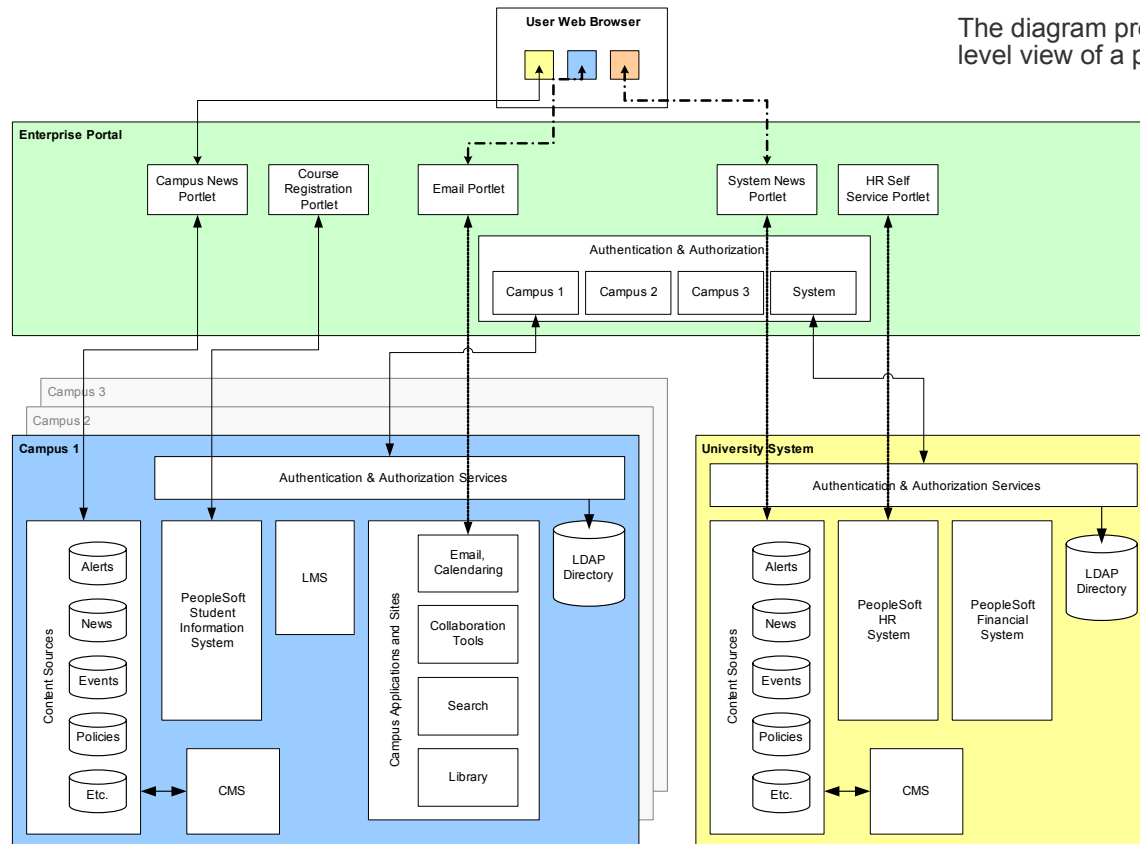 User Web Browser
The diagram pr
level view of a p
Enterprise Portal
Campus News
Portlet
Course
Registration
Portlet
Email Portlet
System News
Portlet
HR Self
Service Portlet
Authentication & Authorization
Campus 1
Campus 2
Campus 3
System
Campus 3
Campus 2
Campus 1
Authentication & Authorization Services
Content Sources
Alerts
News
Events
Policies
Etc.
PeopleSoft
Student
Information
System
LMS
CMS
Campus Applications and Sites
Email,
Calendaring
Collaboration
Tools
Search
Library
LDAP
Directory
University System
Authentication & Authorization Services
Content Sources
Alerts
News
Events
Policies
Etc.
PeopleSoft
HR
System
PeopleSoft
Financial
System
CMS
LDAP
Directory